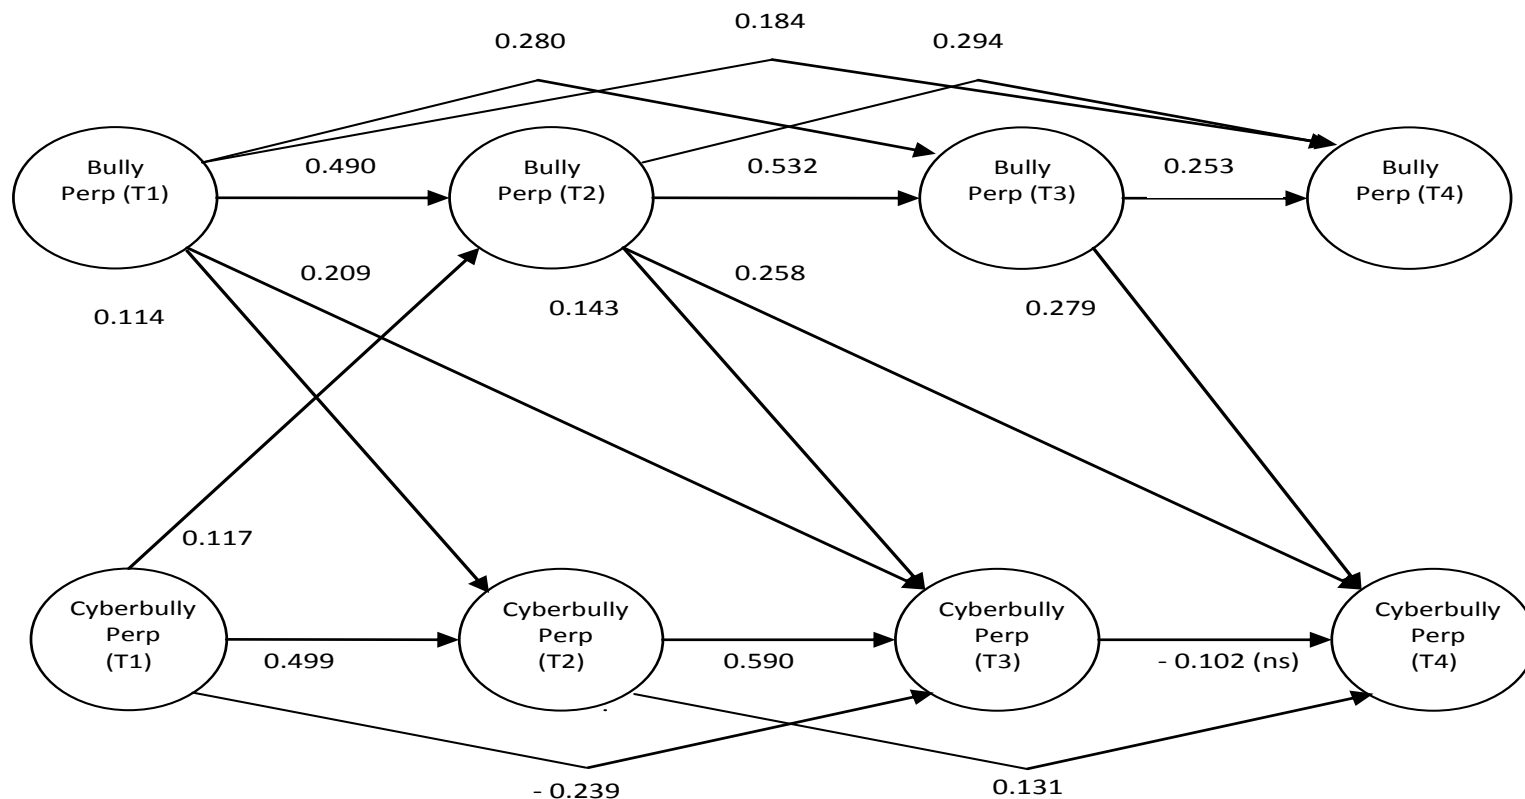 0.184
0.280
0.294
Bully
Perp (T1)
0.490
Bully
Perp (T2)
0.532
Bully
Perp (T3)
0.253
Bully
Perp (T4)
0.209
0.258
0.114
0.143
0.279
0.117
Cyberbully
Perp
(T1)
0.499
Cyberbully
Perp
(T2)
0.590
Cyberbully
Perp
(T3)
- 0.102 (ns)
Cyberbully
Perp
(T4)
- 0.239
0.131